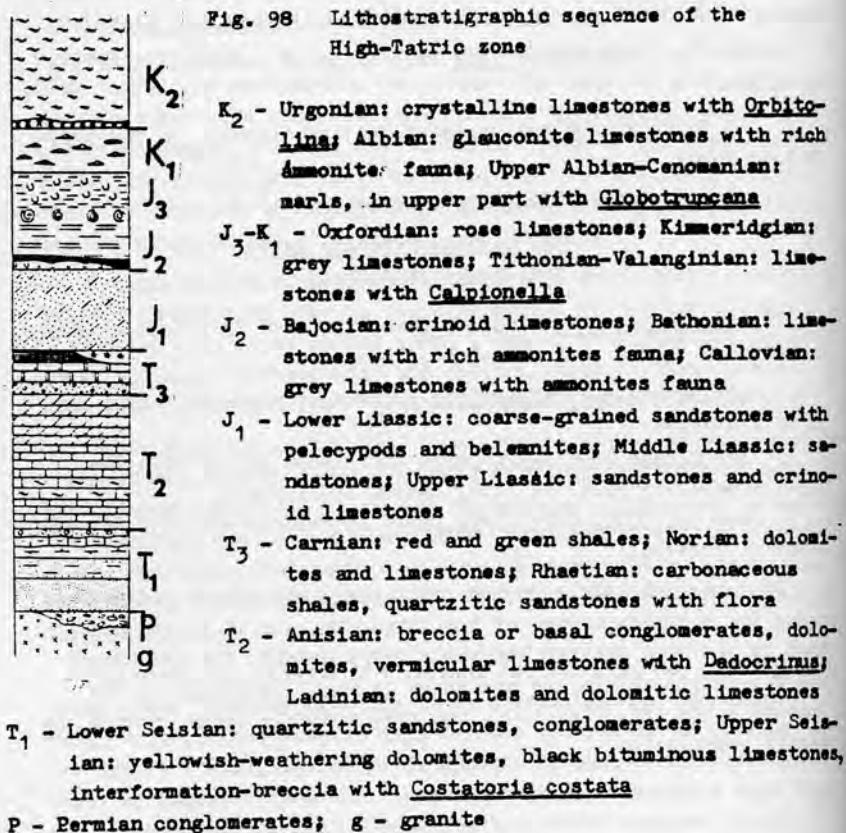 Fig. 98 Lithostratigraphic sequence of the
High-Tatric zone
K2
K1
J3
J2
J1
T3
T2
T1
P
g
K2 - Urgonian: crystalline limestones with Orbito-
lina; Albian: glauconite limestones with rich
Ammonite fauna; Upper Albian-Cenomanian:
marls, in upper part with Globotruncana
J3-K1 - Oxfordian: rose limestones; Kimmeridgian:
grey limestones; Tithonian-Valanginian: lime-
stones with Calpionella
J2 - Bajocian: crinoid limestones; Bathonian: lime-
stones with rich ammonites fauna; Callovian:
grey limestones with ammonites fauna
J1 - Lower Liassic: coarse-grained sandstones with
pelecypods and belemnites; Middle Liassic: sa-
ndstones; Upper Liassic: sandstones and crino-
id limestones
T3 - Carnian: red and green shales; Norian: dolomi-
tes and limestones; Rhaetian: carbonaceous
shales, quartzitic sandstones with flora
T2 - Anisian: breccia or basal conglomerates, dolo-
mites, vermicular limestones with Dadocrinus;
Ladinian: dolomites and dolomitic limestones
T1 - Lower Seisian: quartzitic sandstones, conglomerates; Upper Seis-
ian: yellowish-weathering dolomites, black bituminous limestones,
interformation-breccia with Costatoria costata
P - Permian conglomerates; g - granite